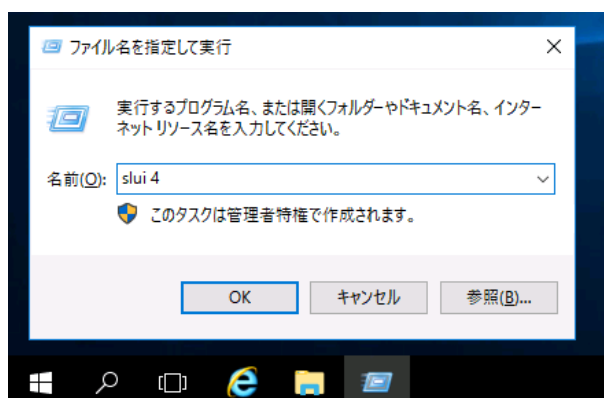 ファイル名を指定して実行
実行するプログラム名、または開くフォルダーやドキュメント名、インター
ネット リソース名を入力してください。
名前(O): slui 4
このタスクは管理者特権で作成されます。
OK キャンセル 参照(B)...